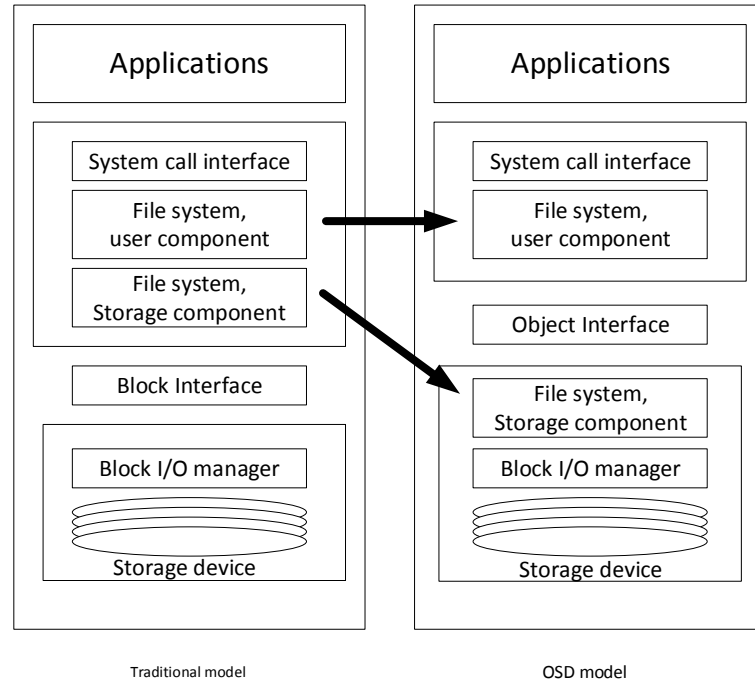 Applications
System call interface
File system,
user component
File system,
Storage component
Block Interface
Block I/O manager
Storage device
Traditional model
Applications
System call interface
File system,
user component
Object Interface
File system,
Storage component
Block I/O manager
Storage device
OSD model